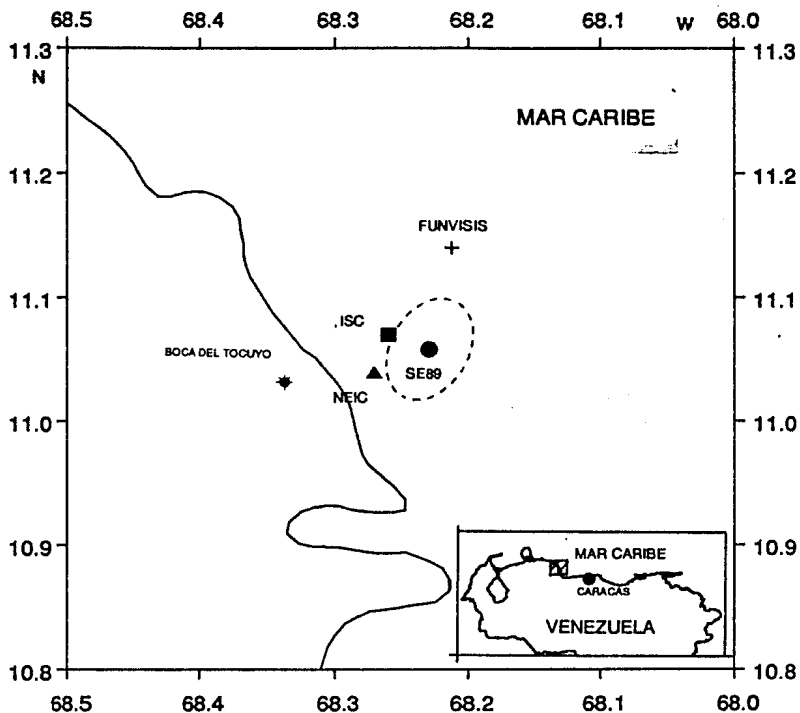 68.5 68.4 68.3 68.2 68.1 W 68.0
11.3 11.3
N
MAR CARIBE
11.2 11.2
FUNVISIS
11.1 11.1
ISC
BOCA DEL TOCUYO
SE89
NEIC
11.0 11.0
10.9 10.9
MAR CARIBE
CARACAS
VENEZUELA
10.8 10.8
68.5 68.4 68.3 68.2 68.1 68.0